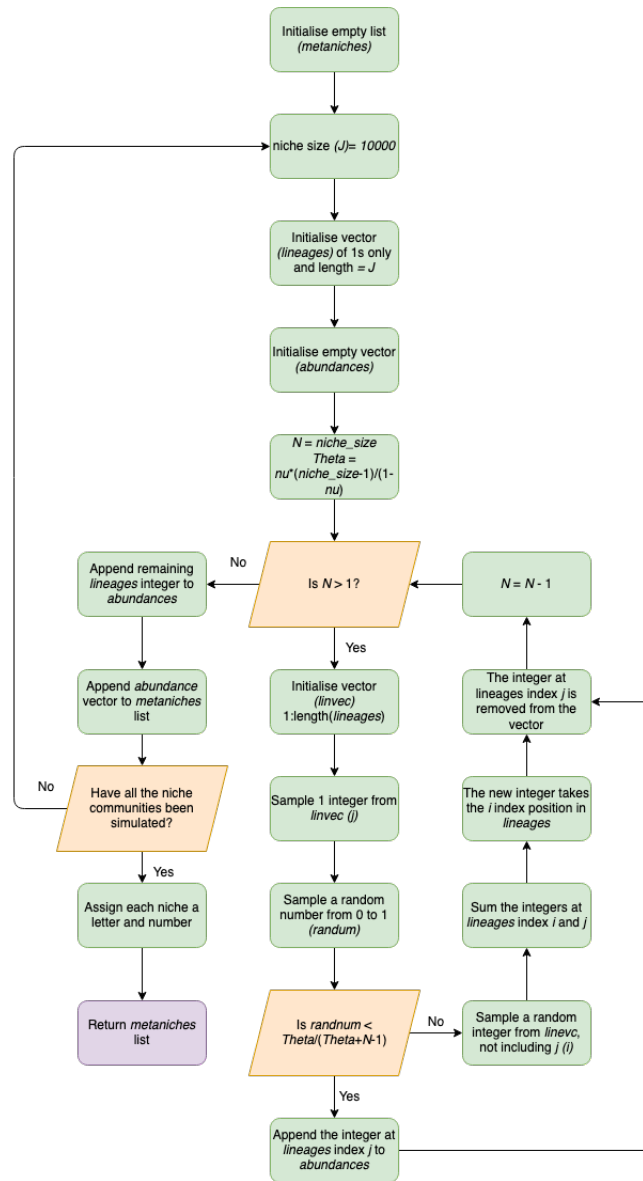 Initialise empty list
(metaniches)
niche size (J)= 10000
Initialise vector
(lineages) of 1s only
and length = J
Initialise empty vector
(abundances)
N = niche_size
Theta =
nu*(niche_size-1)/(1-
nu)
Is N > 1?
No
Append remaining
lineages integer to
abundances
Append abundance
vector to metaniches
list
Have all the niche
communities been
simulated?
No
Yes
Assign each niche a
letter and number
Return metaniches
list
Yes
Initialise vector
(linvec)
1:length(lineages)
Sample 1 integer from
linvec (j)
Sample a random
number from 0 to 1
(randum)
Is randnum <
Theta/(Theta+N-1)
No
Sample a random
integer from linevc,
not including j (i)
Sum the integers at
lineages index i and j
The new integer takes
the i index position in
lineages
The integer at
lineages index j is
removed from the
vector
N = N - 1
Yes
Append the integer at
lineages index j to
abundances